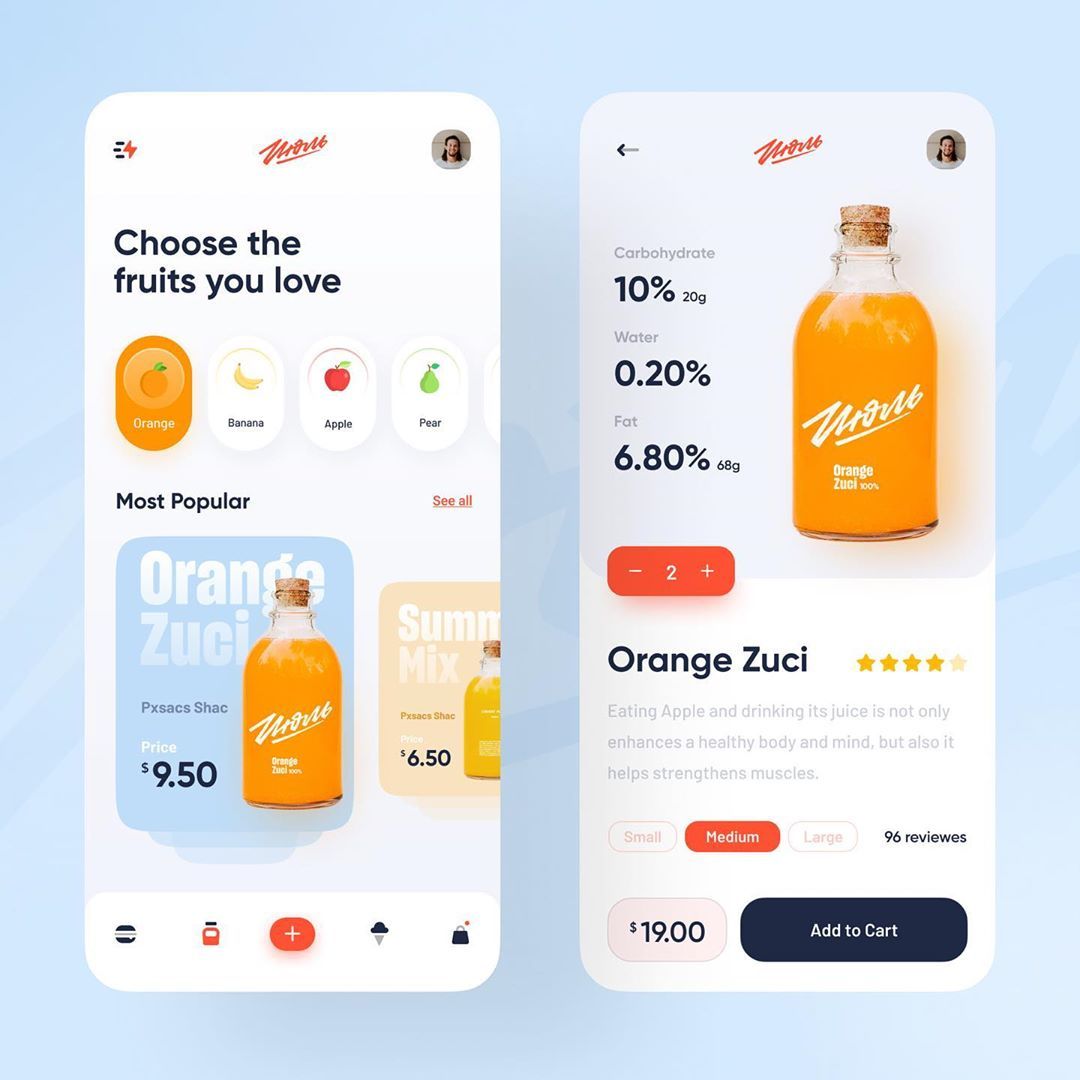 Июль
Choose the
fruits you love
Orange
Banana
Apple
Pear
Most Popular
See all
Orange
Zuci
Pxsacs Shac
Price
$9.50
Июль
Orange
Zuci 100%
Summ
Mix
Pxsacs Shac
Price
$6.50
Июль
Carbohydrate
10% 20g
Water
0.20%
Fat
6.80% 68g
Июль
Orange
Zuci 100%
− 2 +
Orange Zuci
Eating Apple and drinking its juice is not only
enhances a healthy body and mind, but also it
helps strengthens muscles.
Small
Medium
Large
96 reviewes
$19.00
Add to Cart